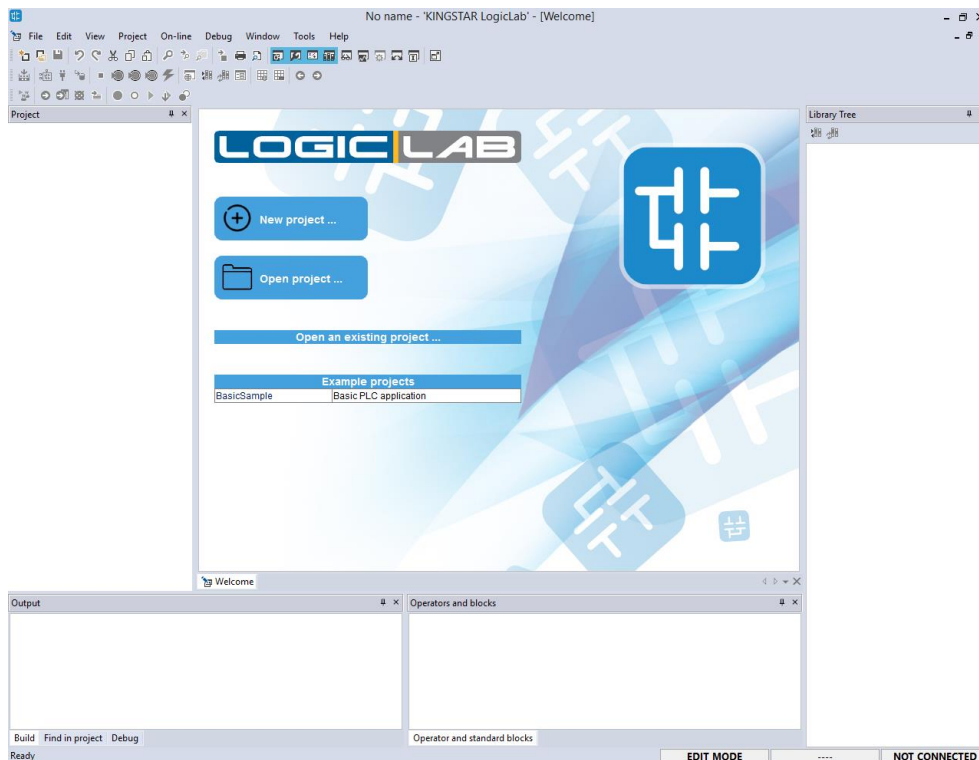 No name - 'KINGSTAR LogicLab' - [Welcome]
File Edit View Project On-line Debug Window Tools Help
Project
Library Tree
LOGIC LAB
New project ...
Open project ...
Open an existing project ...
Example projects
BasicSample Basic PLC application
Welcome
Output
Operators and blocks
Build Find in project Debug
Operator and standard blocks
Ready EDIT MODE ---- NOT CONNECTED